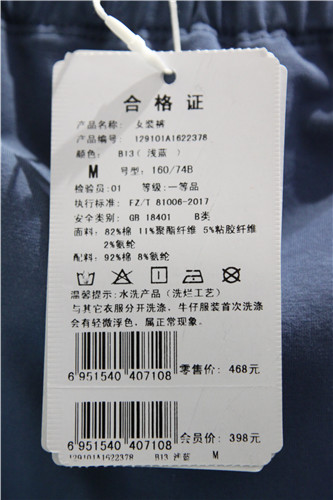 合格证
产品名称: 女装裤
产品编号: 129101A1622378
颜色: B13(浅蓝)
M 号型: 160/74B
检验员:01 等级:一等品
执行标准: FZ/T 81006-2017
安全类别: GB 18401 B类
面料: 82%棉 11%聚酯纤维 5%粘胶纤维
2%氨纶
配料: 92%棉 8%氨纶
温馨提示:水洗产品(洗烂工艺)
与其它衣服分开洗涤,牛仔服装首次洗涤
会有轻微浮色,属正常现象。
6 951540 407108 零售价: 468元
6 951540 407108 会员价: 398元
129101A1622378 B13 浅蓝 M